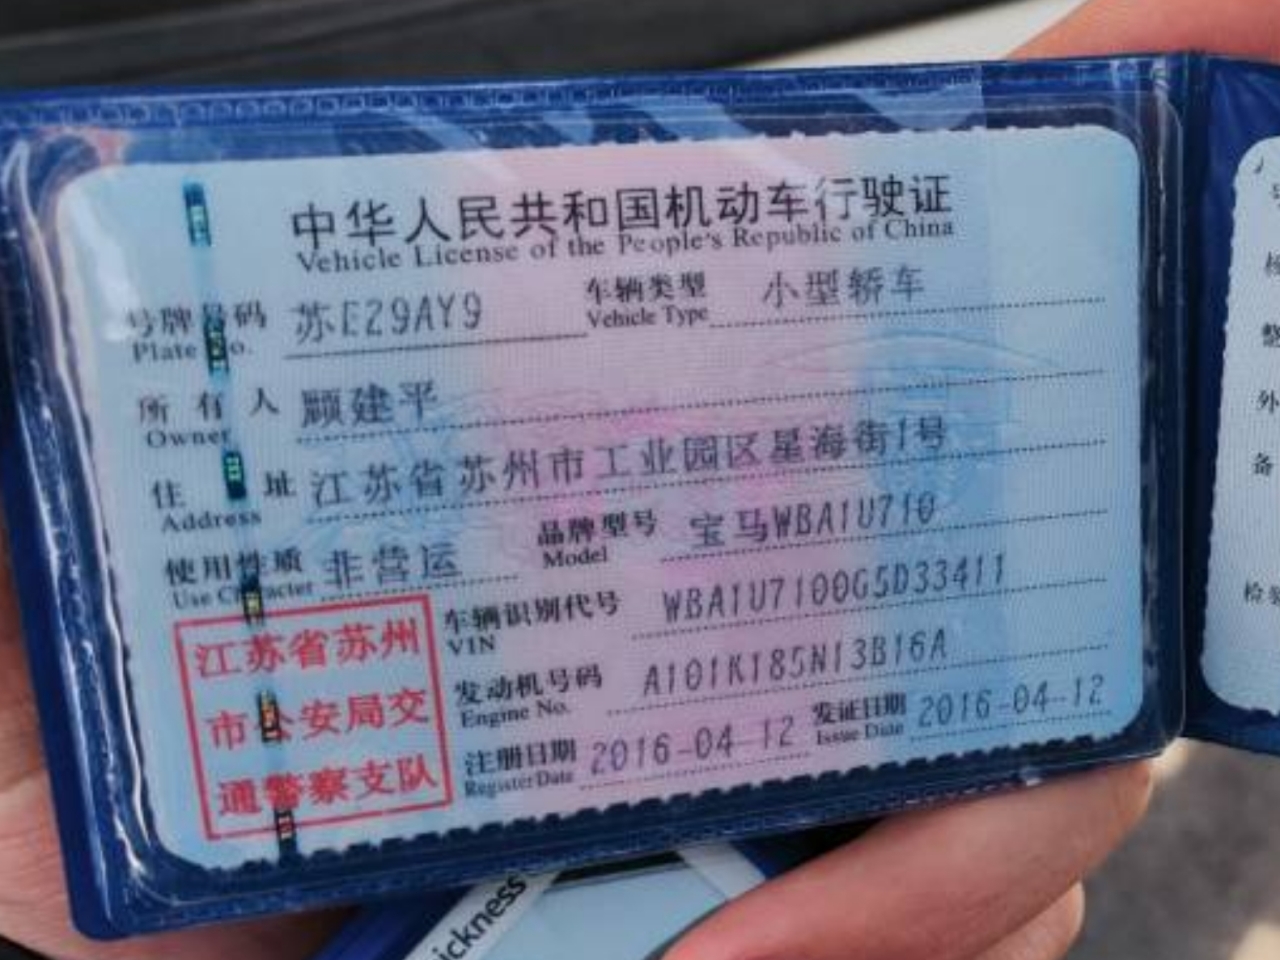 中华人民共和国机动车行驶证
Vehicle License of the People's Republic of China
号牌号码 苏E29AY9 车辆类型 小型轿车
Plate No. Vehicle Type
所有人 顾建平
Owner
住址 江苏省苏州市工业园区星海街1号
Address
品牌型号 宝马WBA1U710
Model
使用性质 非营运
Use Character
车辆识别代号 WBA1U7100G5D33411
VIN
发动机号码 A101K185N13B16A
Engine No.
注册日期 2016-04-12 发证日期 2016-04-12
Register Date Issue Date
江苏省苏州
市公安局交
通警察支队
外
备
ickness